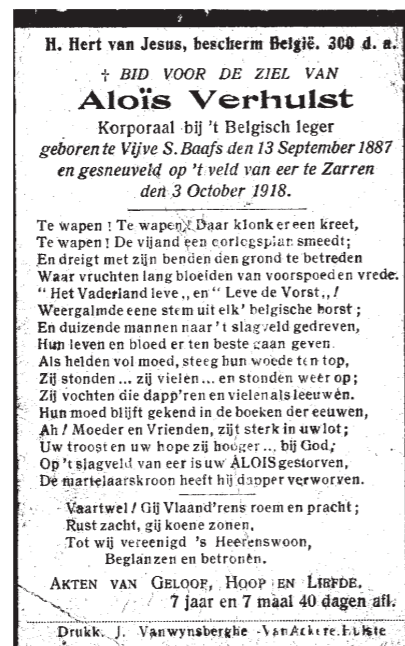 H. Hert van Jesus, bescherm België. 300 d. a.
† BID VOOR DE ZIEL VAN
Aloïs Verhulst
Korporaal bij 't Belgisch leger
geboren te Vijve S. Baafs den 13 September 1887
en gesneuveld op 't veld van eer te Zarren
den 3 October 1918.
Te wapen ! Te wapen ! Daar klonk er een kreet,
Te wapen ! De vijand een oorlogsplan smeedt;
En dreigt met zijn benden den grond te betreden
Waar vruchten lang bloeiden van voorspoed en vrede.
“ Het Vaderland leve „ en “ Leve de Vorst „ !
Weergalmde eene stem uit elk' belgische borst ;
En duizende mannen naar 't slagveld gedreven,
Hun leven en bloed er ten beste gaan geven.
Als helden vol moed, steeg hun woede ten top,
Zij stonden ... zij vielen ... en stonden weer op;
Zij vochten die dapp'ren en vielen als leeuwen.
Hun moed blijft gekend in de boeken der eeuwen,
Ah ! Moeder en Vrienden, zijt sterk in uw lot ;
Uw troost en uw hope zij hooger ... bij God,
Op 't slagveld van eer is uw ALOIS gestorven,
De martelaarskroon heeft hij dapper verworven.
Vaartwel ! Gij Vlaand'rens roem en pracht ;
Rust zacht, gij koene zonen,
Tot wij vereenigd 's Heerenswoon,
Beglanzen en betronen.
AKTEN VAN GELOOF, HOOP EN LIEFDE.
7 jaar en 7 maal 40 dagen afl.
Drukk. J. Vanwynsberghe - Van Ackere. Hulste